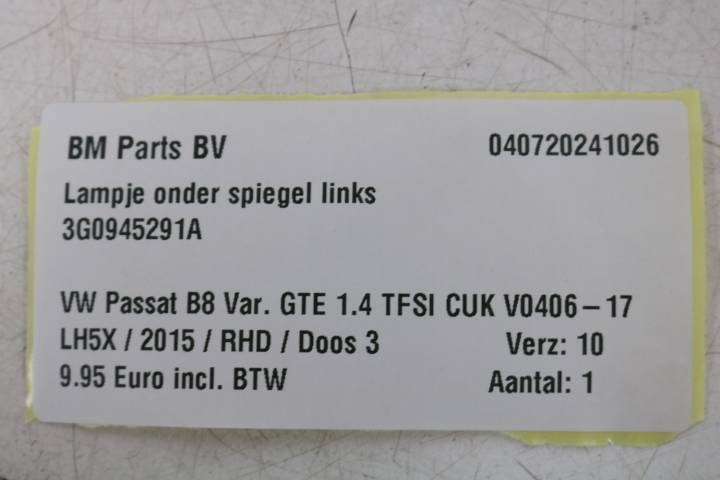 BM Parts BV 040720241026
Lampje onder spiegel links
3G0945291A
VW Passat B8 Var. GTE 1.4 TFSI CUK V0406-17
LH5X / 2015 / RHD / Doos 3 Verz: 10
9.95 Euro incl. BTW Aantal: 1